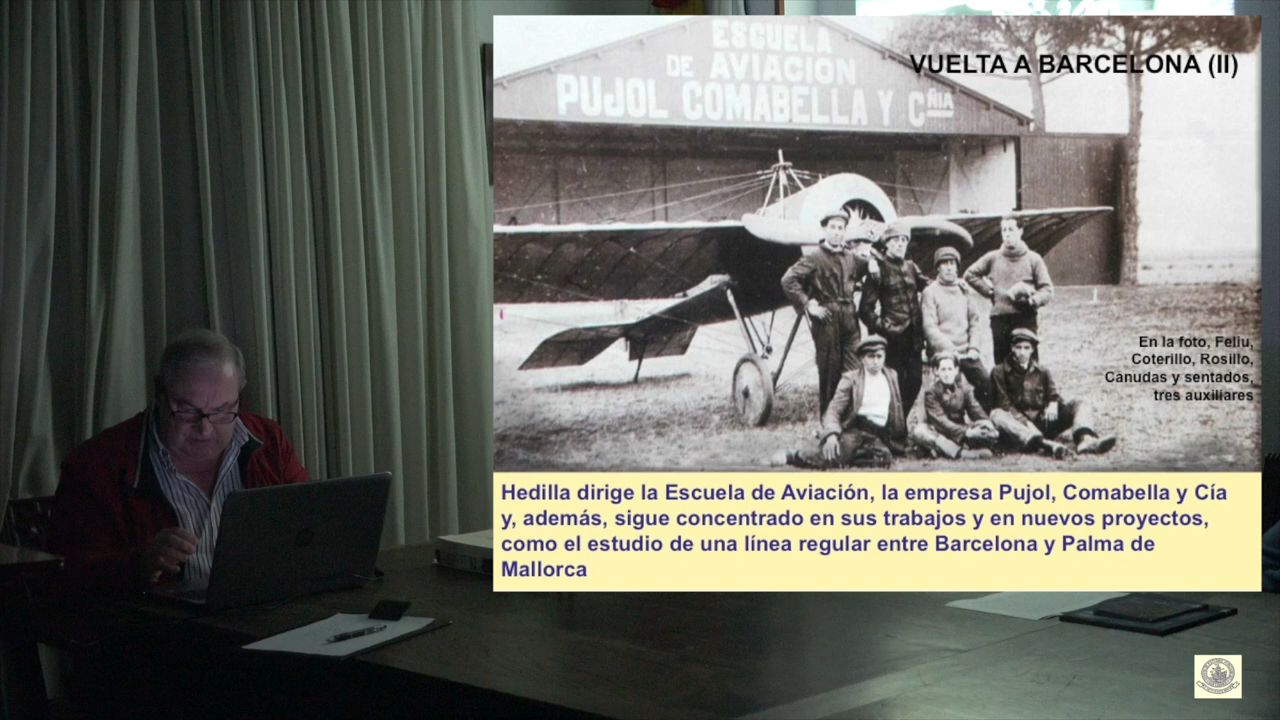 ESCUELA
DE AVIACION
PUJOL COMABELLA Y CÑIA
VUELTA A BARCELONA (II)
En la foto, Feliu,
Coterillo, Rosillo,
Canudas y sentados,
tres auxiliares
Hedilla dirige la Escuela de Aviación, la empresa Pujol, Comabella y Cía
y, además, sigue concentrado en sus trabajos y en nuevos proyectos,
como el estudio de una línea regular entre Barcelona y Palma de
Mallorca